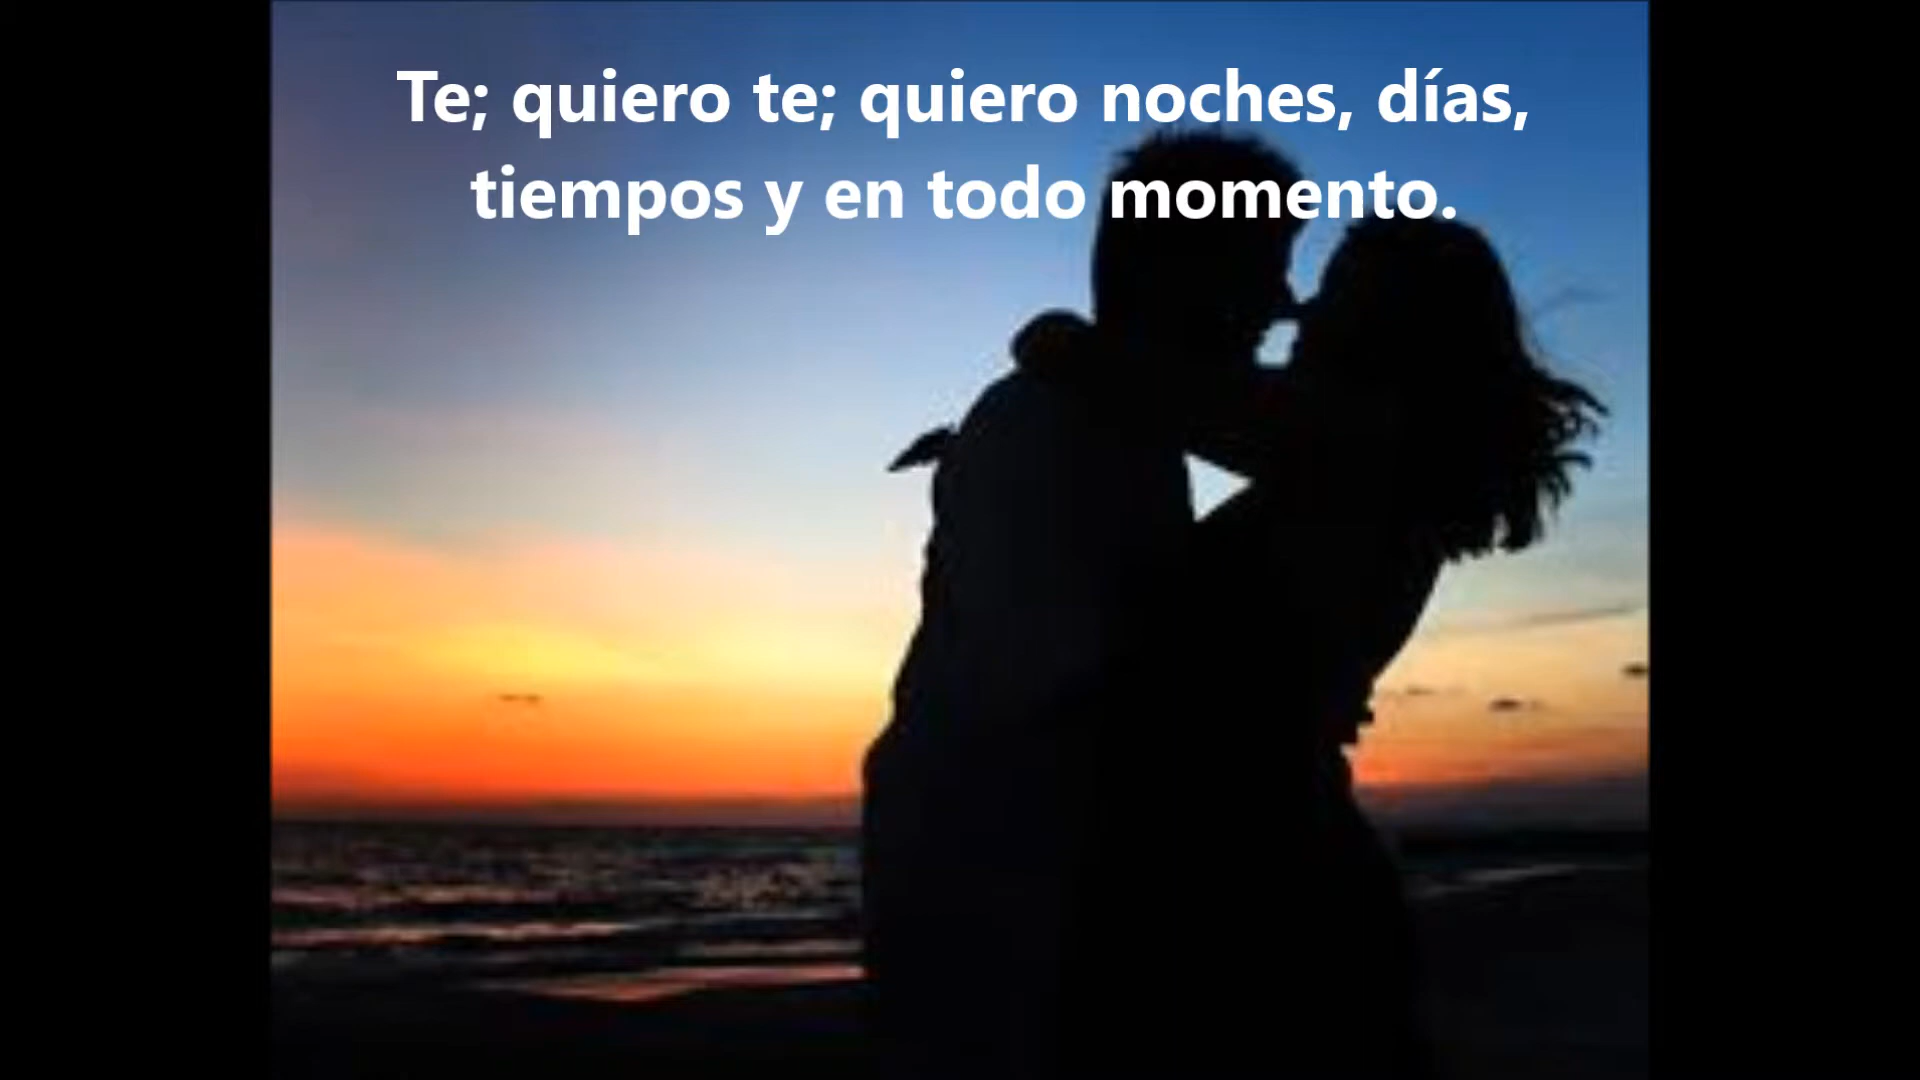 Te; quiero te; quiero noches, días,
tiempos y en todo momento.